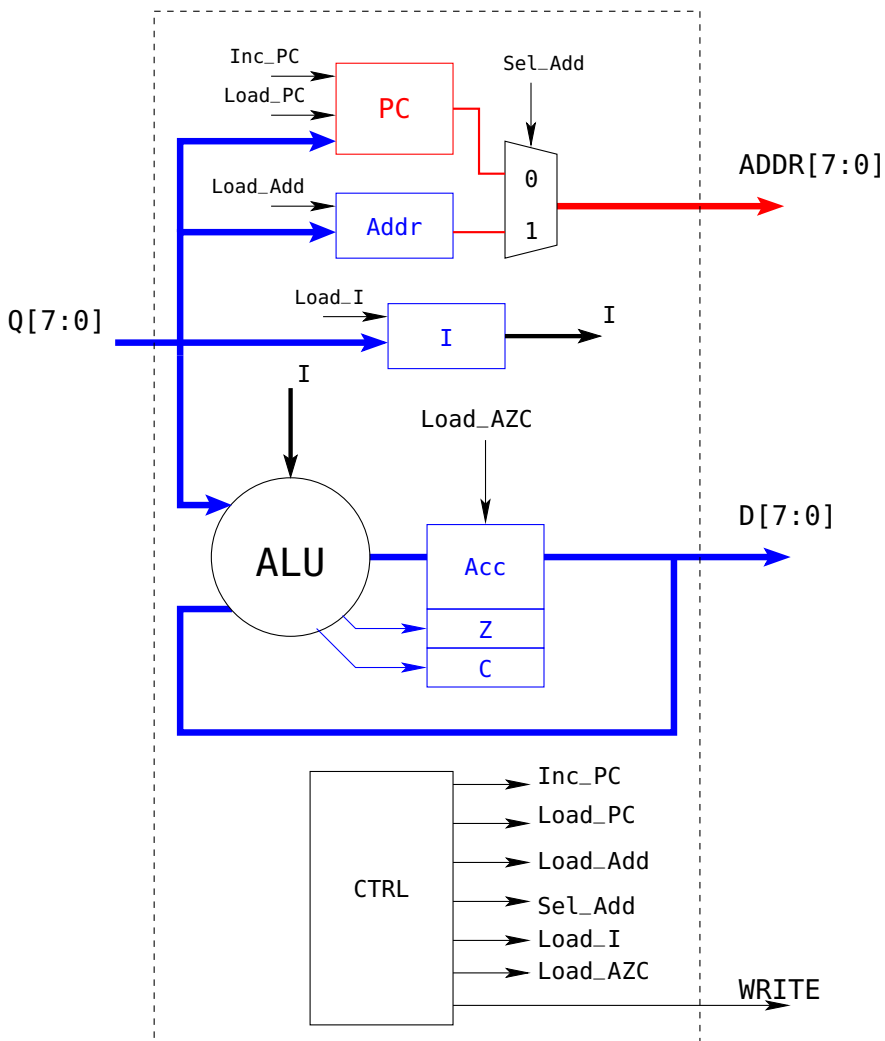 Inc_PC
Sel_Add
Load_PC
PC
ADDR[7:0]
0
Load_Add
Addr
1
Load_I
I
Q[7:0]
I
I
Load_AZC
D[7:0]
ALU
Acc
Z
C
Inc_PC
Load_PC
Load_Add
CTRL
Sel_Add
Load_I
Load_AZC
WRITE